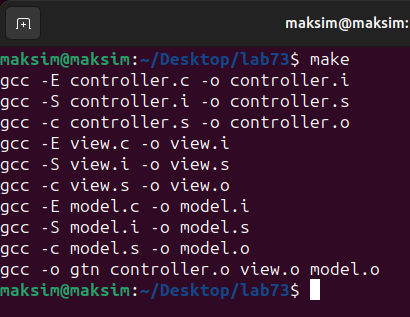 maksim@maksim:
maksim@maksim:~/Desktop/lab73$ make
gcc -E controller.c -o controller.i
gcc -S controller.i -o controller.s
gcc -c controller.s -o controller.o
gcc -E view.c -o view.i
gcc -S view.i -o view.s
gcc -c view.s -o view.o
gcc -E model.c -o model.i
gcc -S model.i -o model.s
gcc -c model.s -o model.o
gcc -o gtn controller.o view.o model.o
maksim@maksim:~/Desktop/lab73$